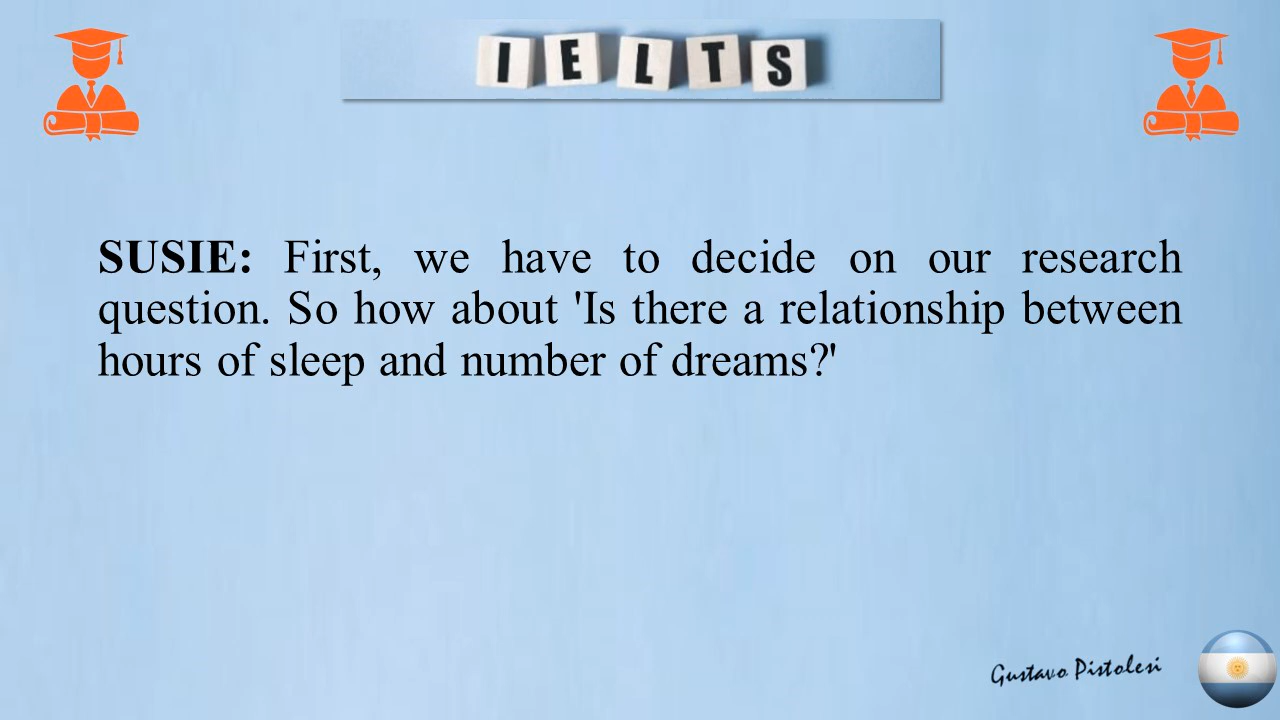 IELTS
SUSIE: First, we have to decide on our research
question. So how about 'Is there a relationship between
hours of sleep and number of dreams?'
Gustavo Pistolesi